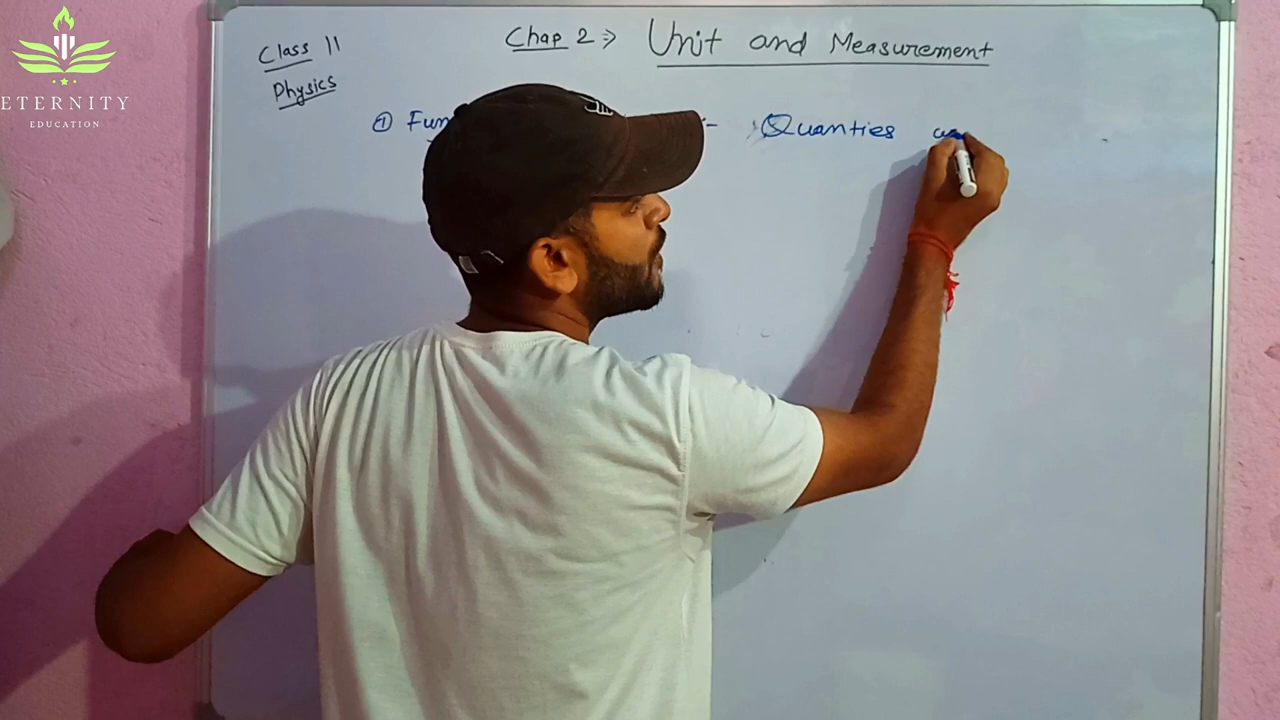 ETERNITY
EDUCATION
Class 11
Physics
Chap 2 ⇒ Unit and Measurement
① Fun :- Quanties